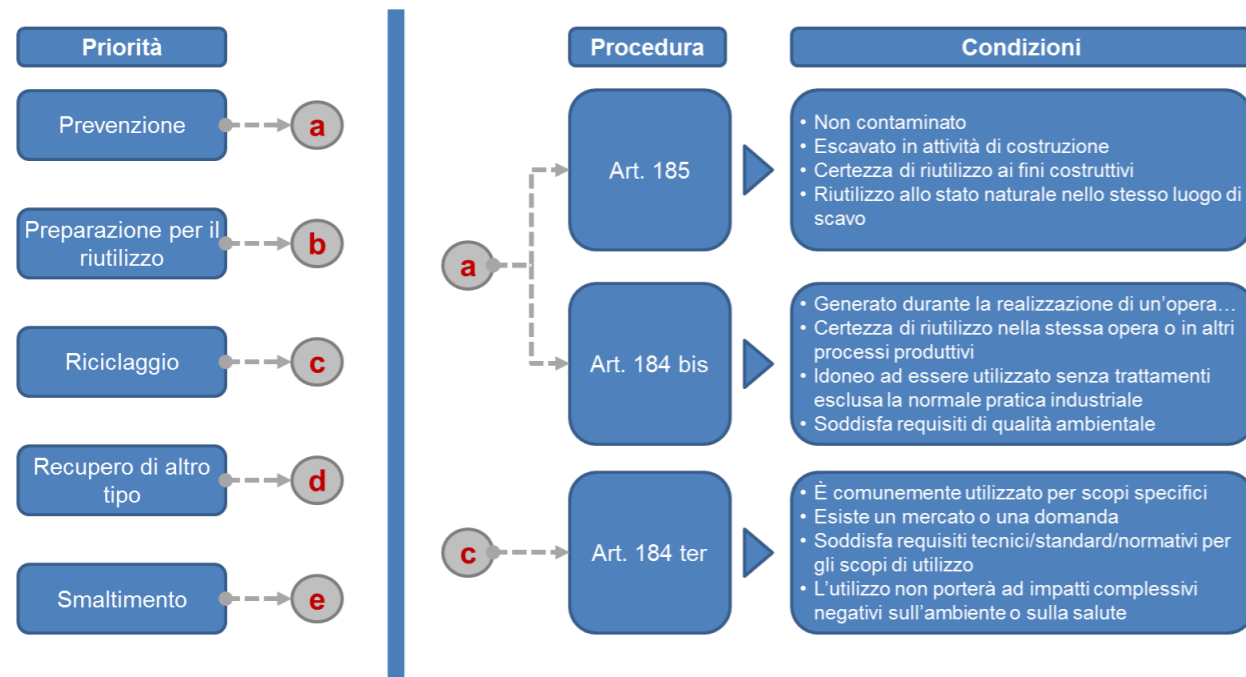 Priorità
Prevenzione
a
Preparazione per il
riutilizzo
b
Riciclaggio
c
Recupero di altro
tipo
d
Smaltimento
e
Procedura
Condizioni
a
Art. 185
• Non contaminato
• Escavato in attività di costruzione
• Certezza di riutilizzo ai fini costruttivi
• Riutilizzo allo stato naturale nello stesso luogo di
scavo
Art. 184 bis
• Generato durante la realizzazione di un’opera…
• Certezza di riutilizzo nella stessa opera o in altri
processi produttivi
• Idoneo ad essere utilizzato senza trattamenti
esclusa la normale pratica industriale
• Soddisfa requisiti di qualità ambientale
c
Art. 184 ter
• È comunemente utilizzato per scopi specifici
• Esiste un mercato o una domanda
• Soddisfa requisiti tecnici/standard/normativi per
gli scopi di utilizzo
• L’utilizzo non porterà ad impatti complessivi
negativi sull’ambiente o sulla salute